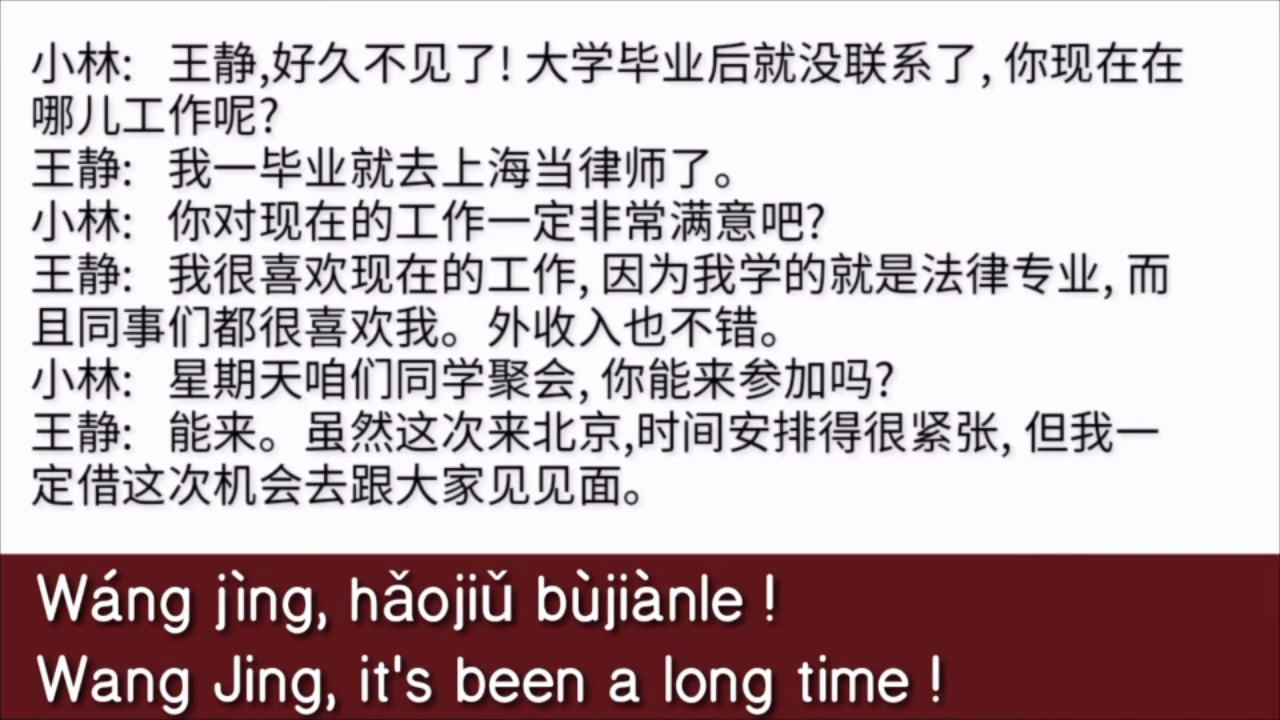 小林: 王静,好久不见了! 大学毕业后就没联系了, 你现在在
哪儿工作呢?
王静: 我一毕业就去上海当律师了。
小林: 你对现在的工作一定非常满意吧?
王静: 我很喜欢现在的工作, 因为我学的就是法律专业, 而
且同事们都很喜欢我。外收入也不错。
小林: 星期天咱们同学聚会, 你能来参加吗?
王静: 能来。虽然这次来北京,时间安排得很紧张, 但我一
定借这次机会去跟大家见见面。
Wáng jìng, hǎojiǔ bùjiànle !
Wang Jing, it's been a long time !